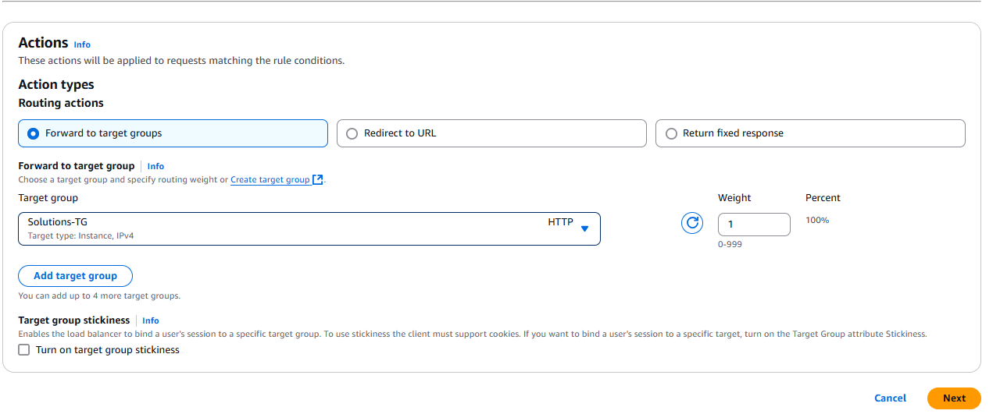 Actions Info
These actions will be applied to requests matching the rule conditions.
Action types
Routing actions
Forward to target groups
Redirect to URL
Return fixed response
Forward to target group Info
Choose a target group and specify routing weight or Create target group.
Target group
Weight
Percent
Solutions-TG
HTTP
Target type: Instance, IPv4
1
100%
0-999
Add target group
You can add up to 4 more target groups.
Target group stickiness Info
Enables the load balancer to bind a user's session to a specific target group. To use stickiness the client must support cookies. If you want to bind a user's session to a specific target, turn on the Target Group attribute Stickiness.
Turn on target group stickiness
Cancel
Next